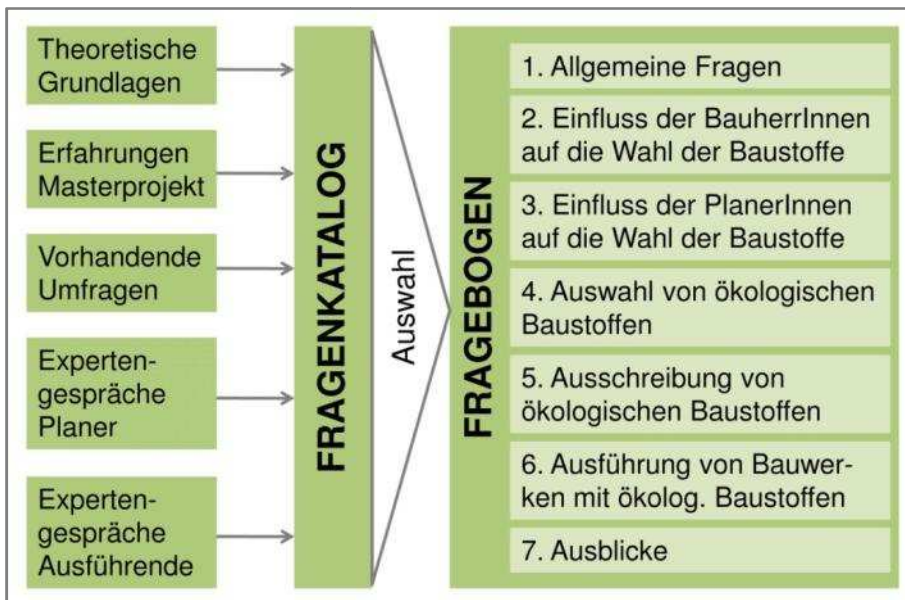 Theoretische
Grundlagen
Erfahrungen
Masterprojekt
Vorhandende
Umfragen
Experten-
gespräche
Planer
Experten-
gespräche
Ausführende
FRAGENKATALOG
Auswahl
FRAGEBOGEN
1. Allgemeine Fragen
2. Einfluss der BauherrInnen
auf die Wahl der Baustoffe
3. Einfluss der PlanerInnen
auf die Wahl der Baustoffe
4. Auswahl von ökologischen
Baustoffen
5. Ausschreibung von
ökologischen Baustoffen
6. Ausführung von Bauwer-
ken mit ökolog. Baustoffen
7. Ausblicke